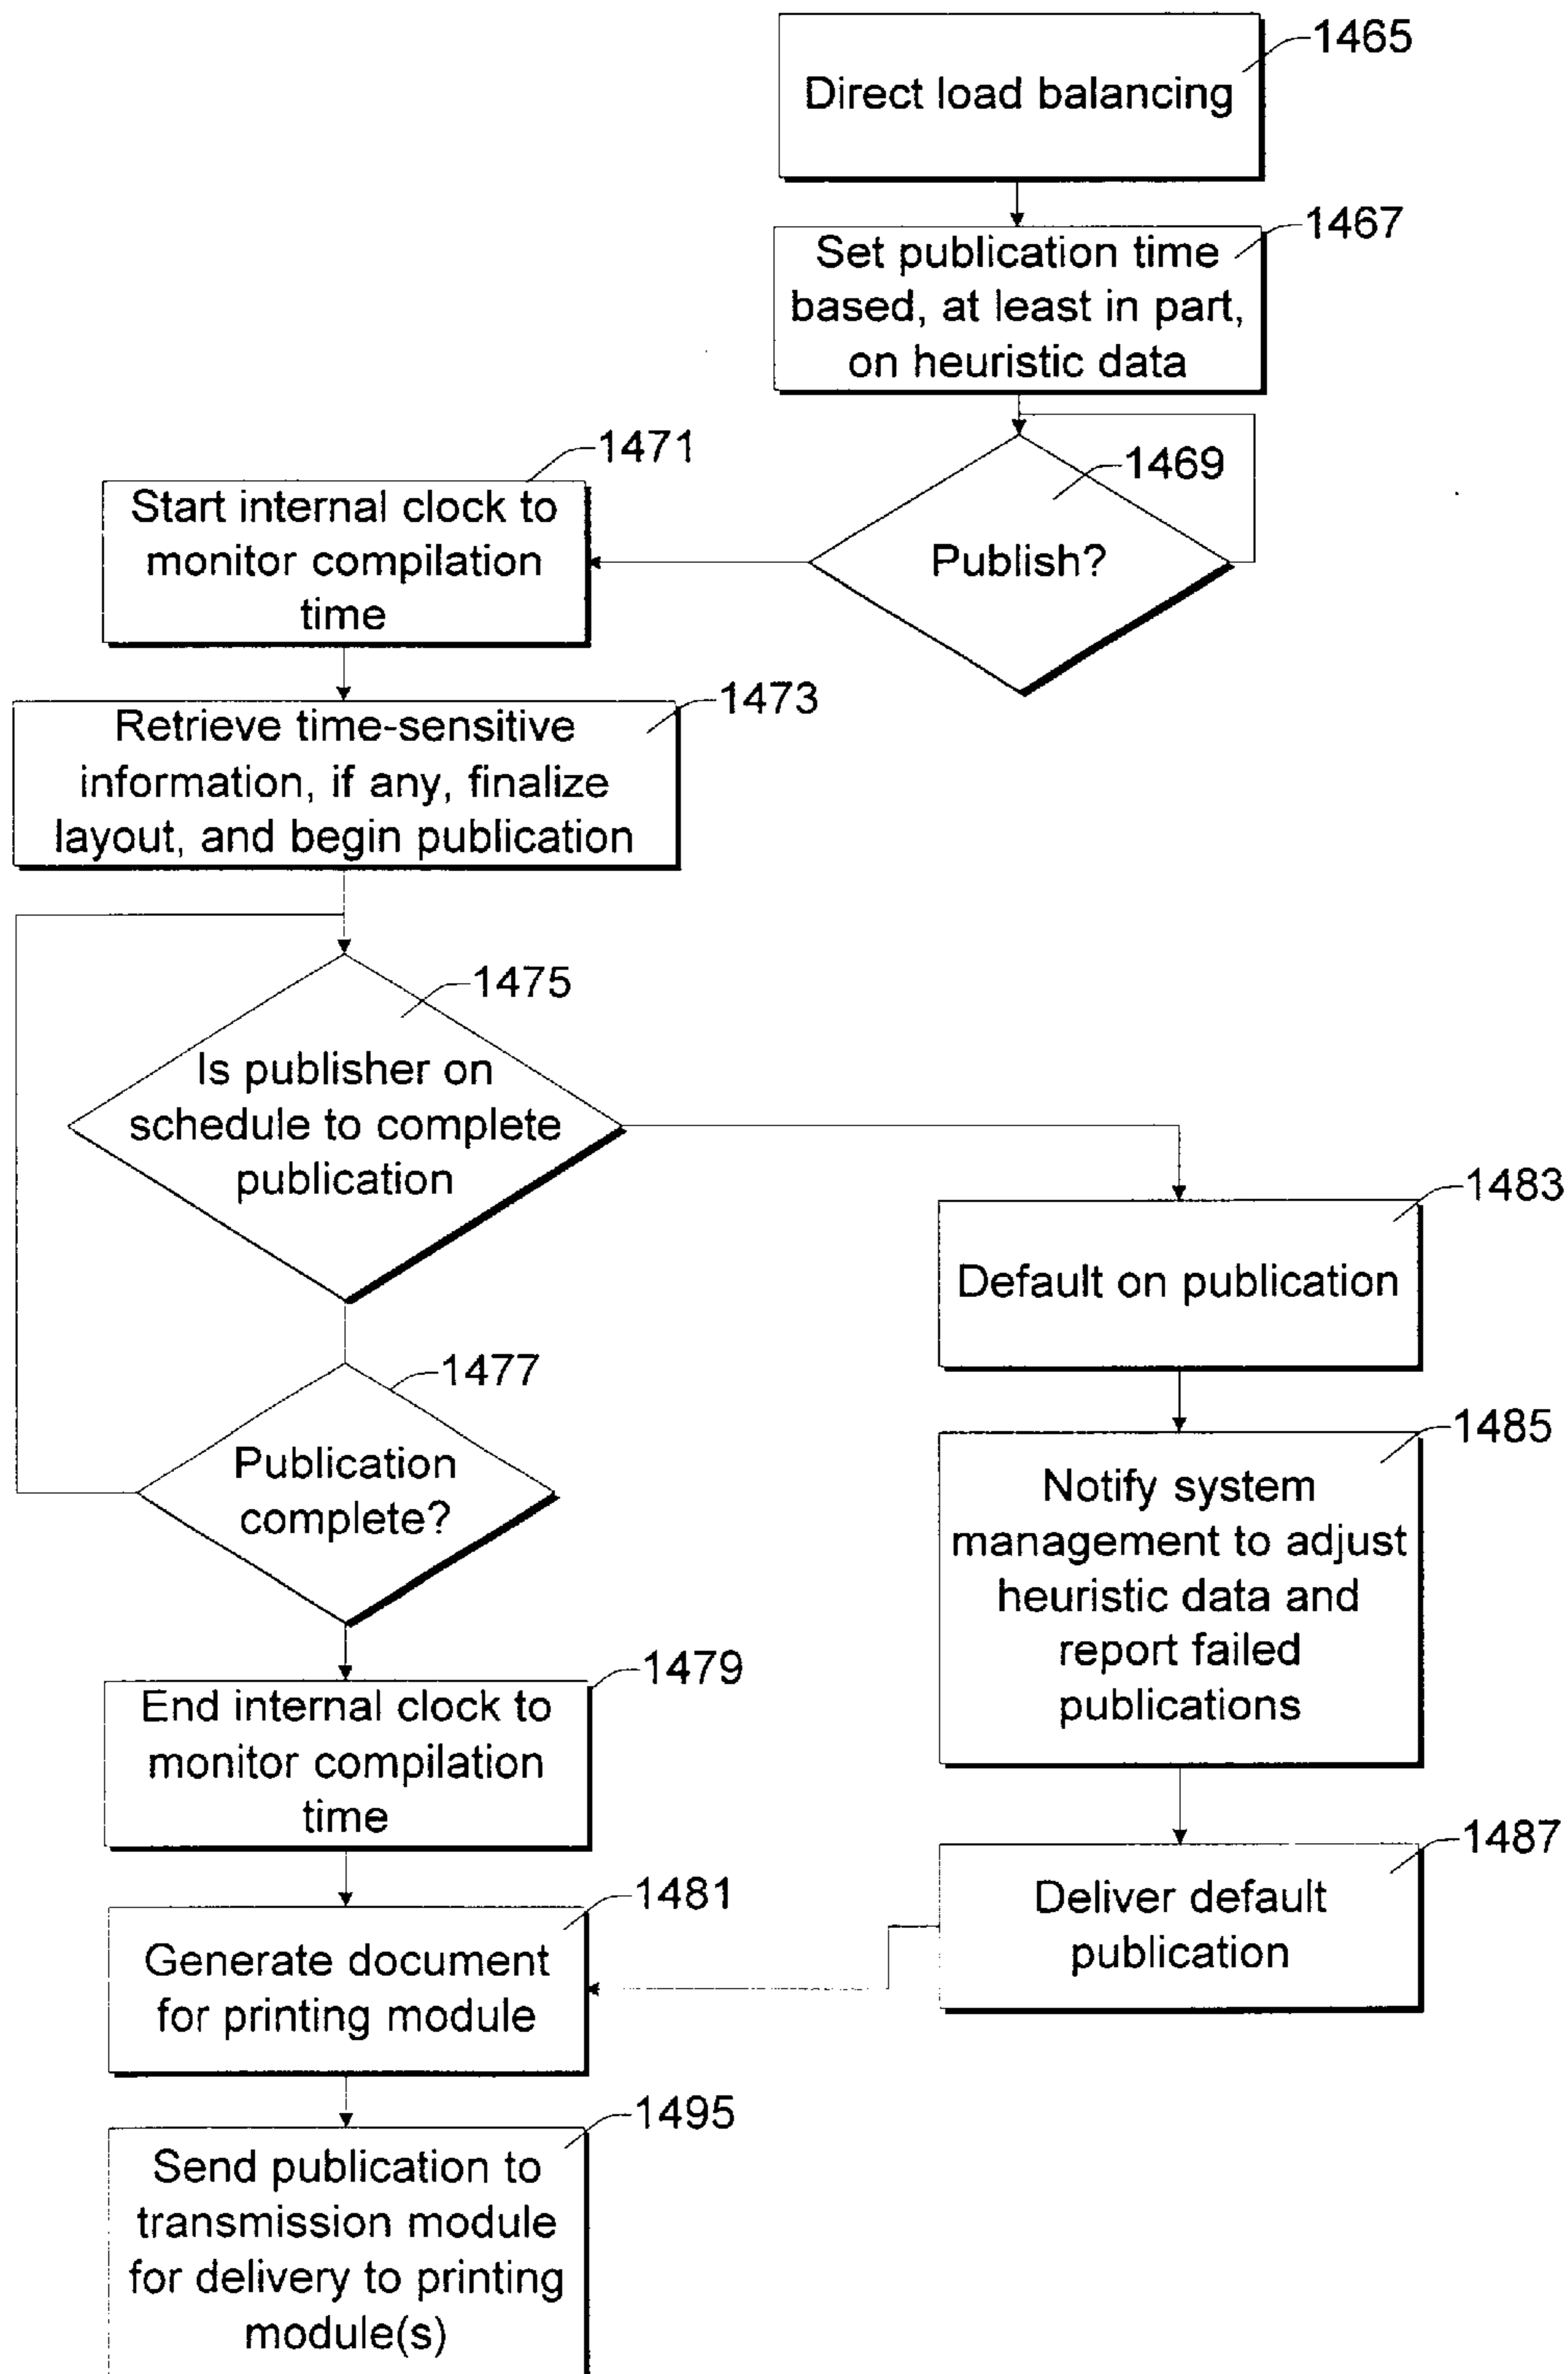 1465
Direct load balancing
1467
Set publication time
based, at least in part,
on heuristic data
1469
Publish?
1471
Start internal clock to
monitor compilation
time
1473
Retrieve time-sensitive
information, if any, finalize
layout, and begin publication
1475
Is publisher on
schedule to complete
publication
1477
Publication
complete?
1479
End internal clock to
monitor compilation
time
1481
Generate document
for printing module
1495
Send publication to
transmission module
for delivery to printing
module(s)
1483
Default on publication
1485
Notify system
management to adjust
heuristic data and
report failed
publications
1487
Deliver default
publication